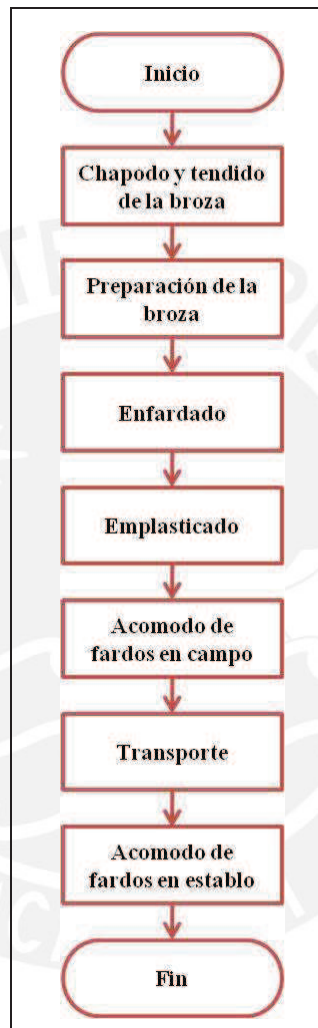 Inicio
Chapodo y tendido
de la broza
Preparación de la
broza
Enfardado
Emplasticado
Acomodo de
fardos en campo
Transporte
Acomodo de
fardos en establo
Fin